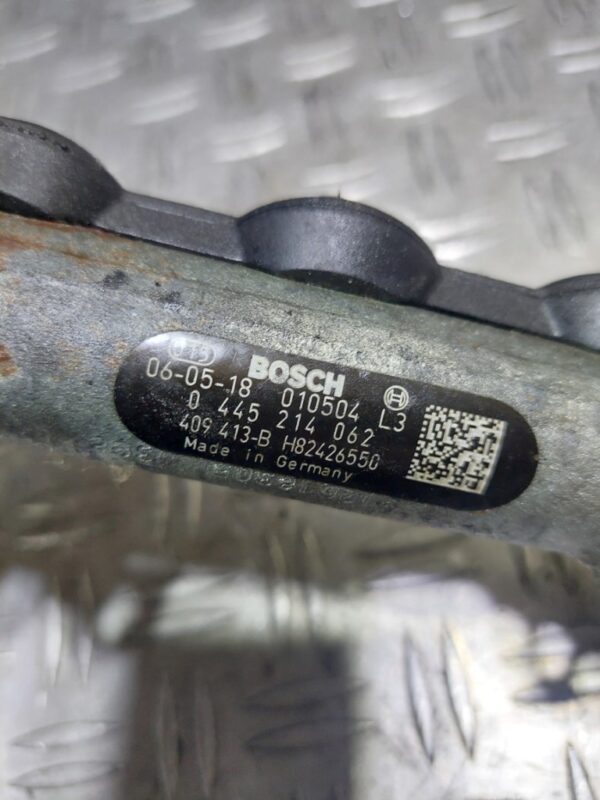 BOSCH
06-05-18 010504 L3
0 445 214 062
409 413-B H82426550
Made in Germany